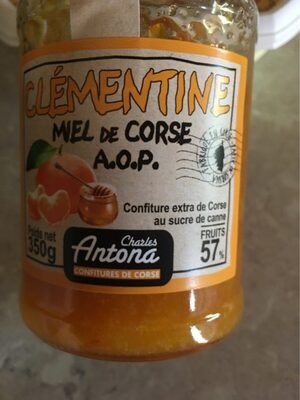 CLÉMENTINE
MIEL DE CORSE
A.O.P.
Confiture extra de Corse
au sucre de canne
Poids net
350g
FRUITS
57%
Charles
Antona
CONFITURES DE CORSE